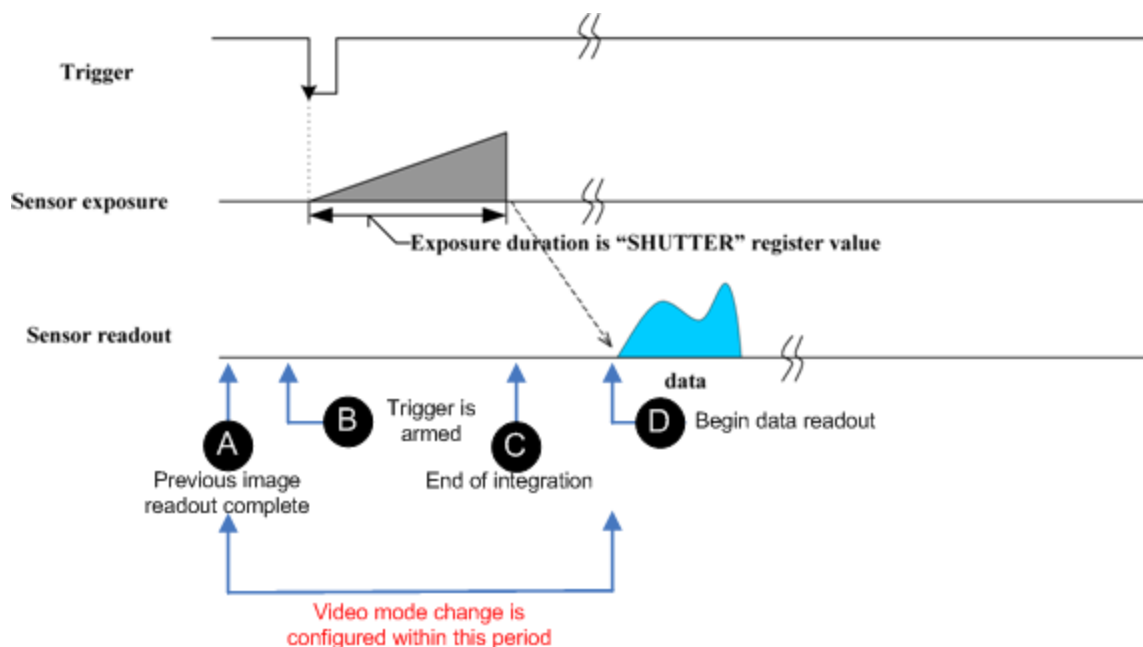 Trigger
Sensor exposure
Exposure duration is “SHUTTER” register value
Sensor readout
data
A
Previous image
readout complete
B
Trigger is
armed
C
End of integration
D
Begin data readout
Video mode change is
configured within this period